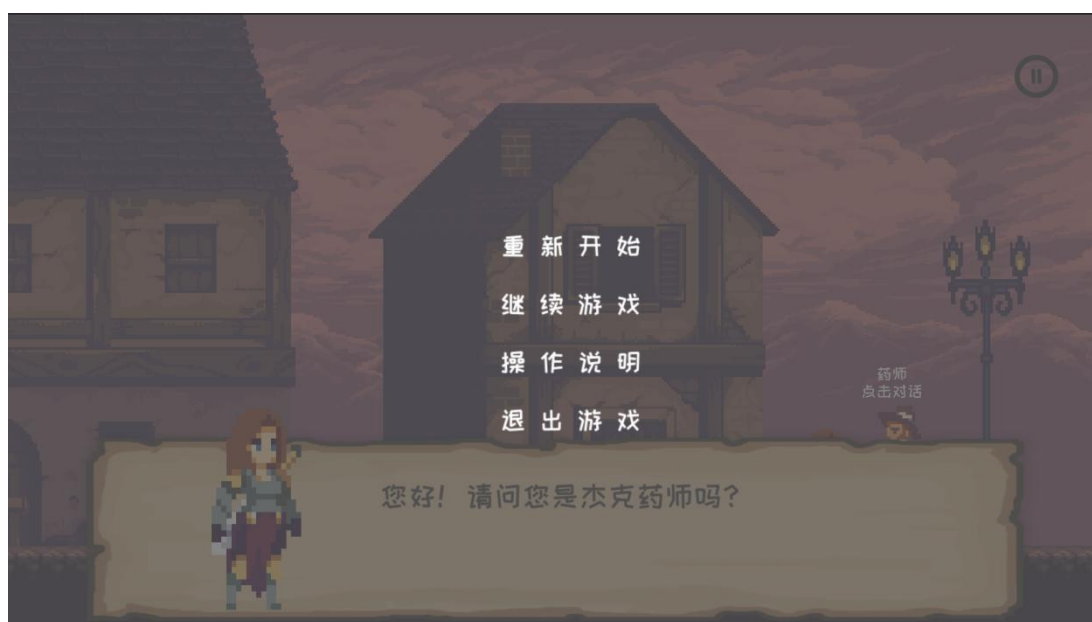 重新开始
继续游戏
操作说明
退出游戏
药师
点击对话
您好！请问您是杰克药师吗？